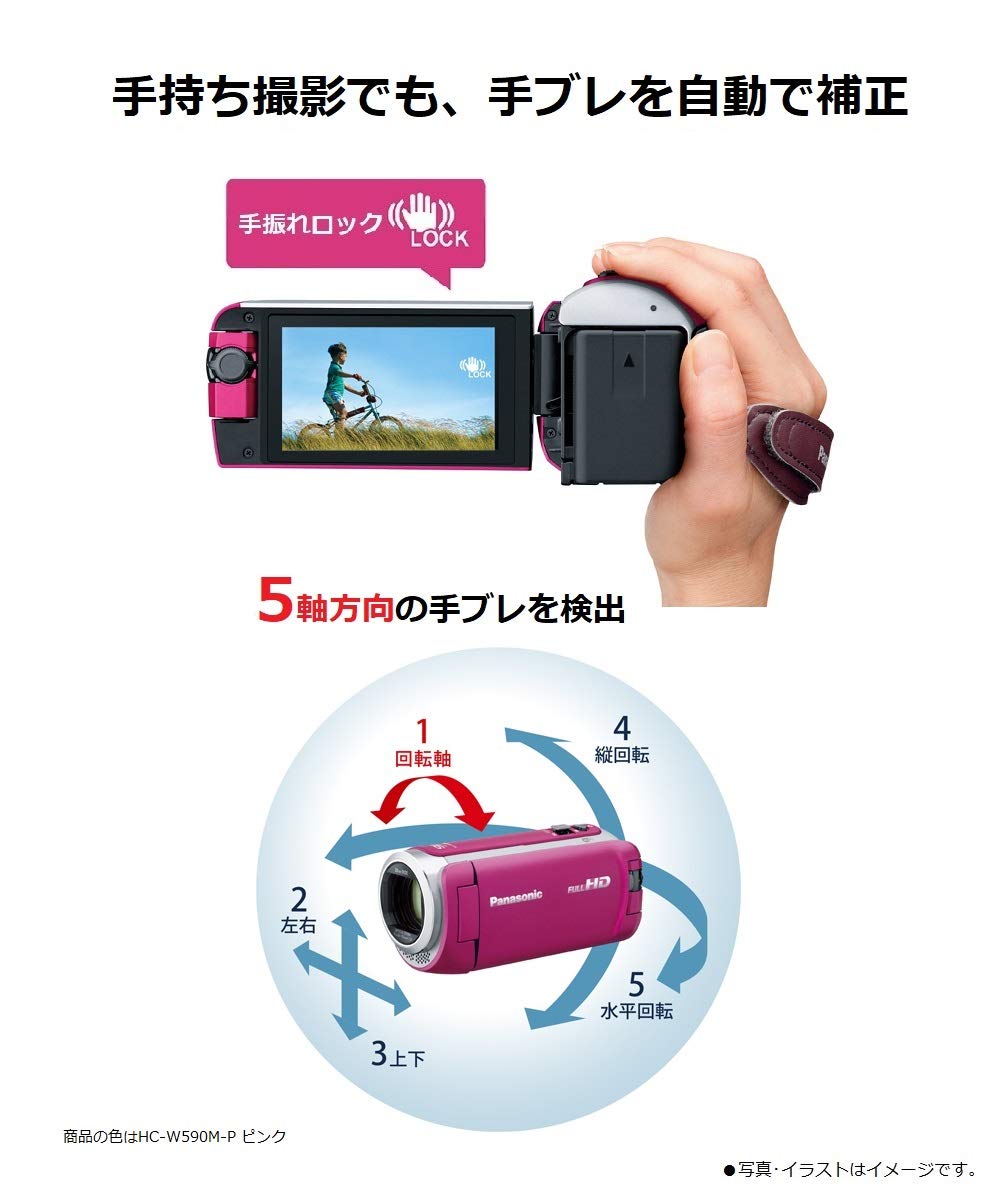 手持ち撮影でも、手ブレを自動で補正
手振れロック
LOCK
LOCK
5軸方向の手ブレを検出
1
回転軸
4
縦回転
Panasonic
FULL HD
2
左右
5
水平回転
3上下
商品の色はHC-W590M-P ピンク
●写真・イラストはイメージです。